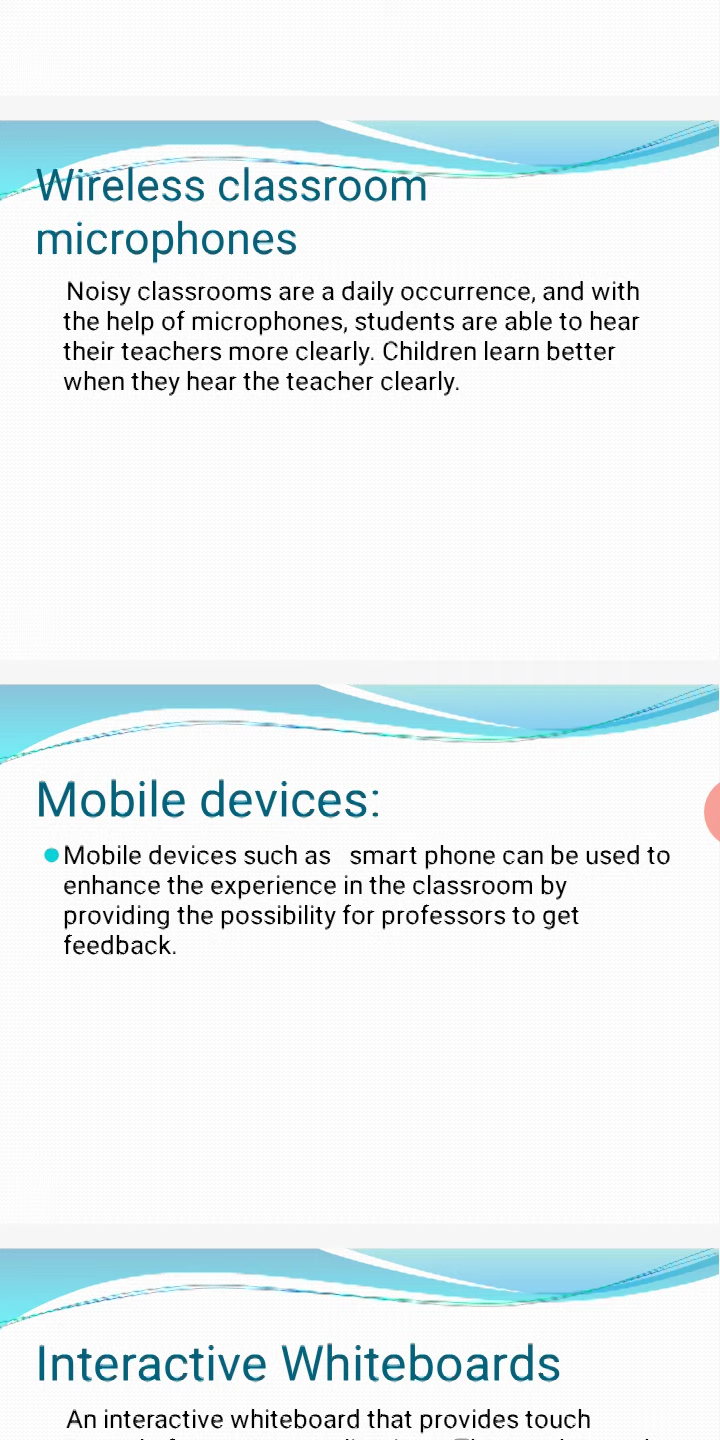 Wireless classroom
microphones
Noisy classrooms are a daily occurrence, and with
the help of microphones, students are able to hear
their teachers more clearly. Children learn better
when they hear the teacher clearly.
Mobile devices:
Mobile devices such as smart phone can be used to
enhance the experience in the classroom by
providing the possibility for professors to get
feedback.
Interactive Whiteboards
An interactive whiteboard that provides touch